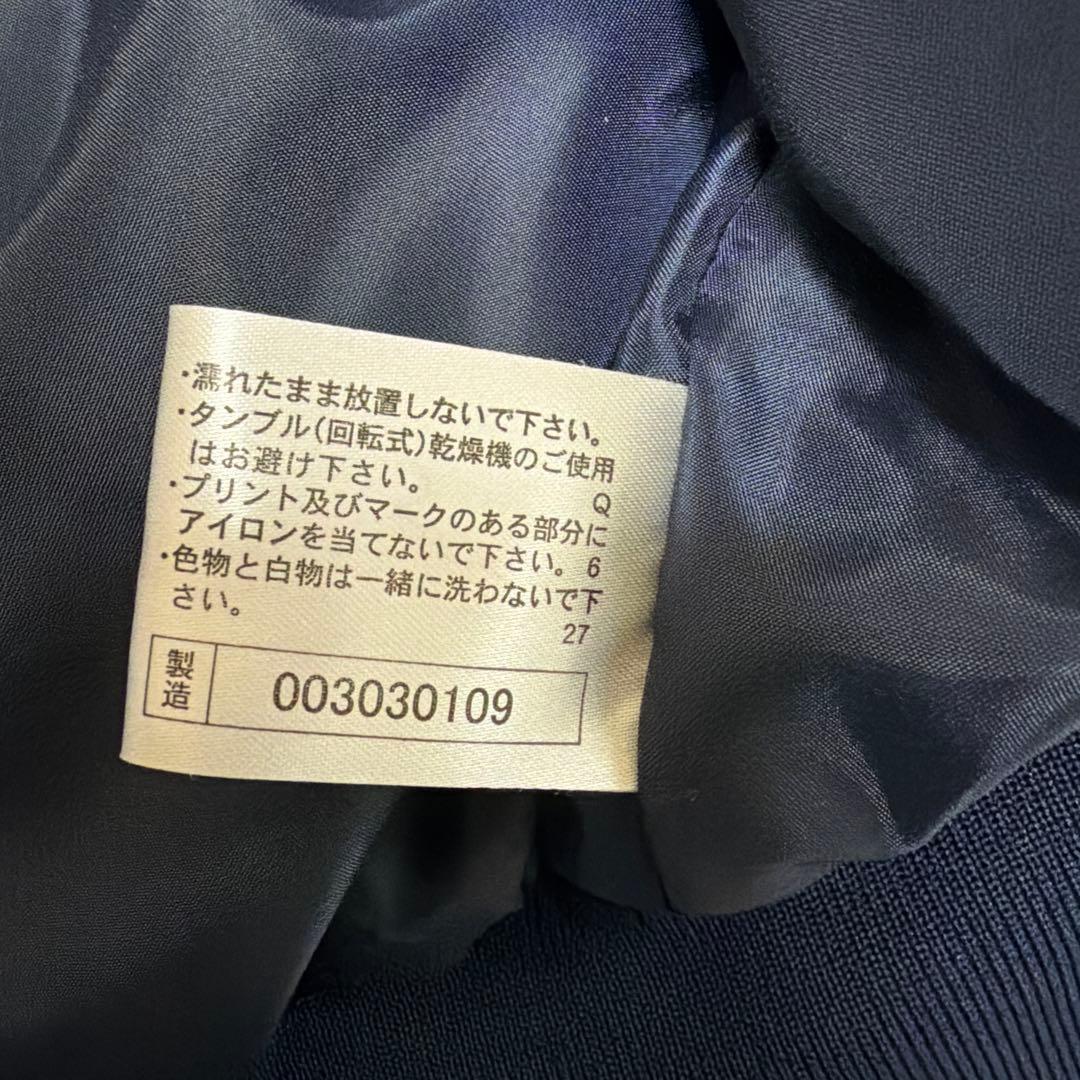 ・濡れたまま放置しないで下さい。
・タンブル(回転式)乾燥機のご使用
はお避け下さい。
Q
・プリント及びマークのある部分に
アイロンを当てないで下さい。 6
・色物と白物は一緒に洗わないで下
さい。
27
製造 003030109